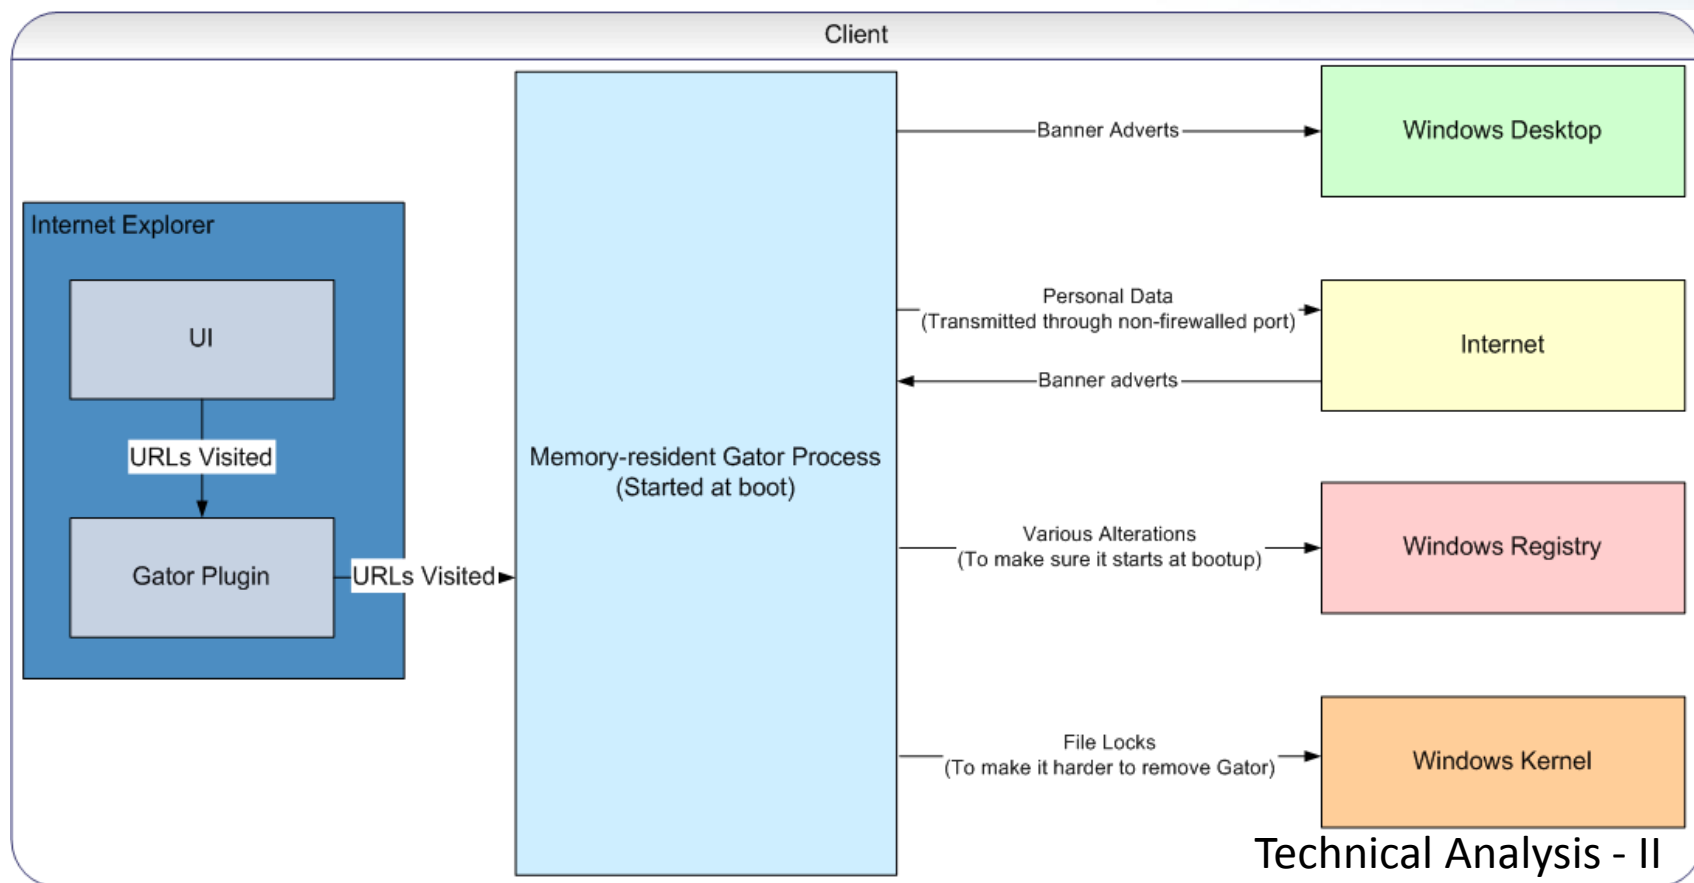 Client
Internet Explorer
UI
URLs Visited
Gator Plugin
URLs Visited
Memory-resident Gator Process
(Started at boot)
Banner Adverts
Windows Desktop
Personal Data
(Transmitted through non-firewalled port)
Internet
Banner adverts
Various Alterations
(To make sure it starts at bootup)
Windows Registry
File Locks
(To make it harder to remove Gator)
Windows Kernel
Technical Analysis - II